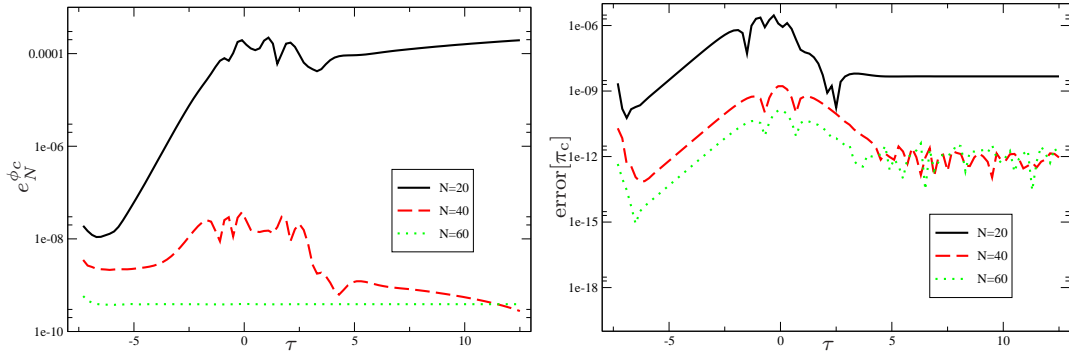 0.0001
1e-06
1e-08
1e-10
e_N^{ϕ_c}
N=20
N=40
N=60
-5
0
5
10
τ
1e-06
1e-09
1e-12
1e-15
1e-18
error[π_c]
N=20
N=40
N=60
-5
0
5
10
τ